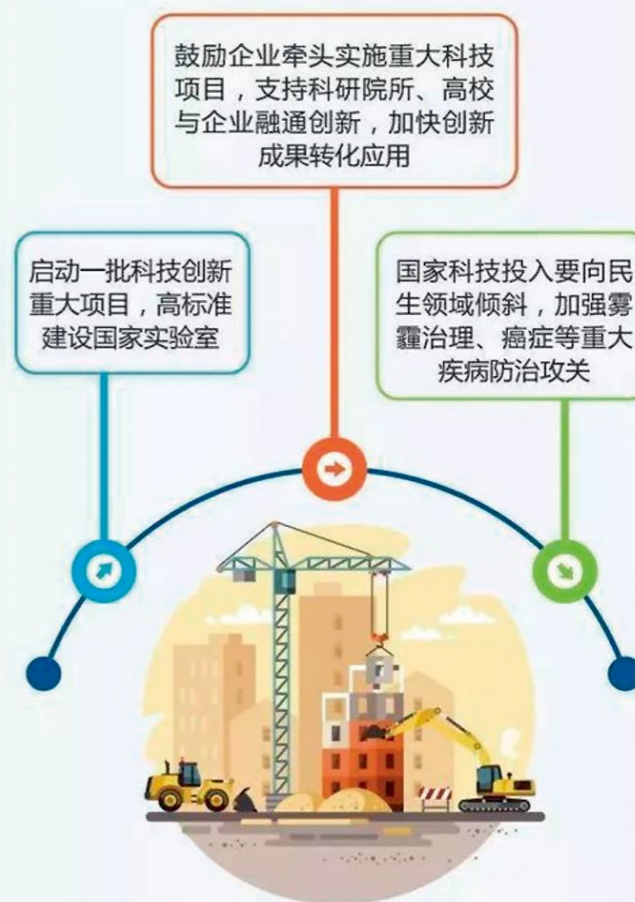 鼓励企业牵头实施重大科技
项目，支持科研院所、高校
与企业融通创新，加快创新
成果转化应用
启动一批科技创新
重大项目，高标准
建设国家实验室
国家科技投入要向民
生领域倾斜，加强雾
霾治理、癌症等重大
疾病防治攻关